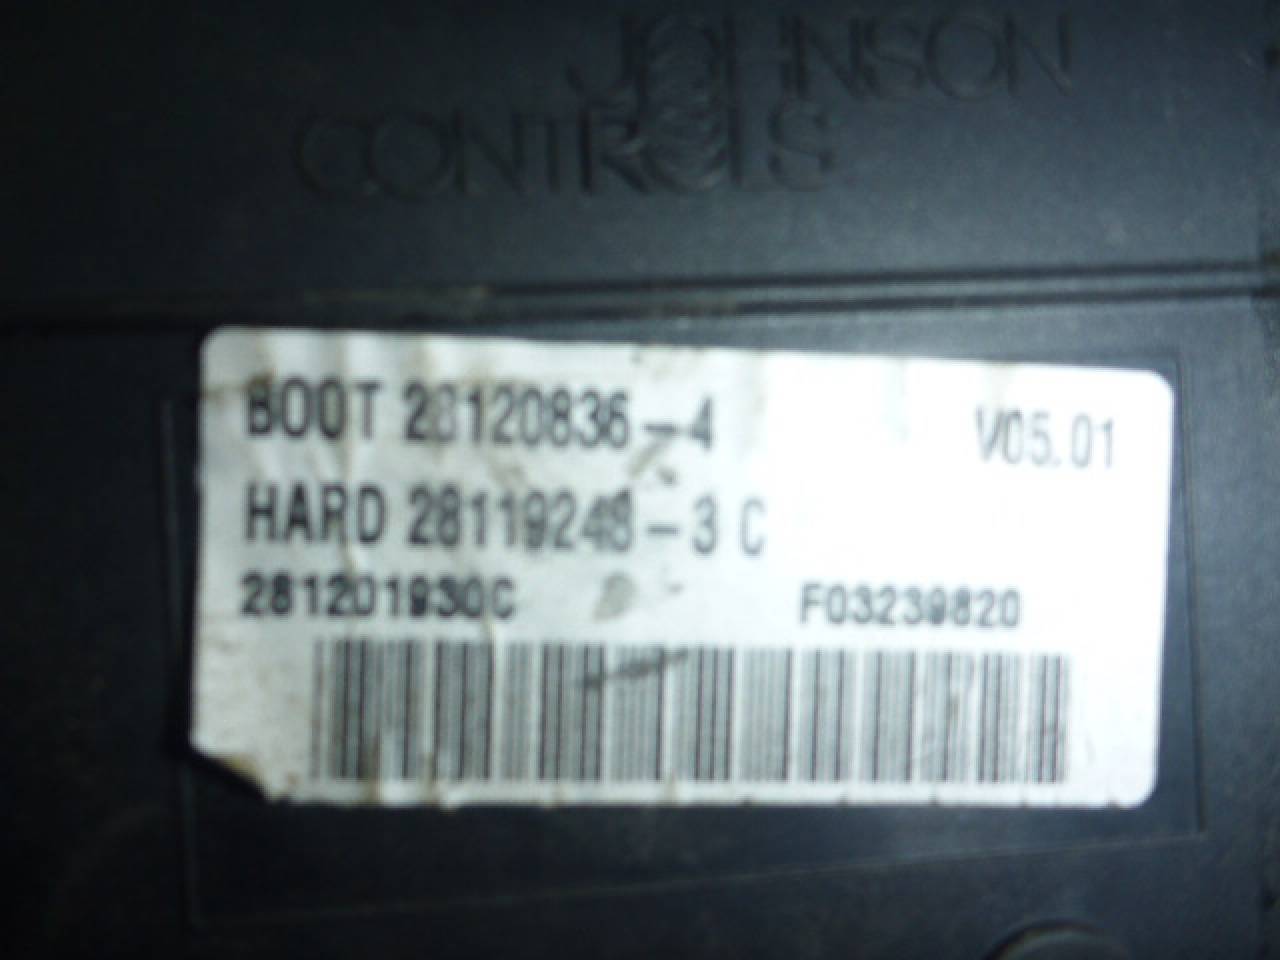 JOHNSON
CONTROLS
BOOT 28120836-4 V05.01
HARD 28119248-3 C
281201930C F03239820